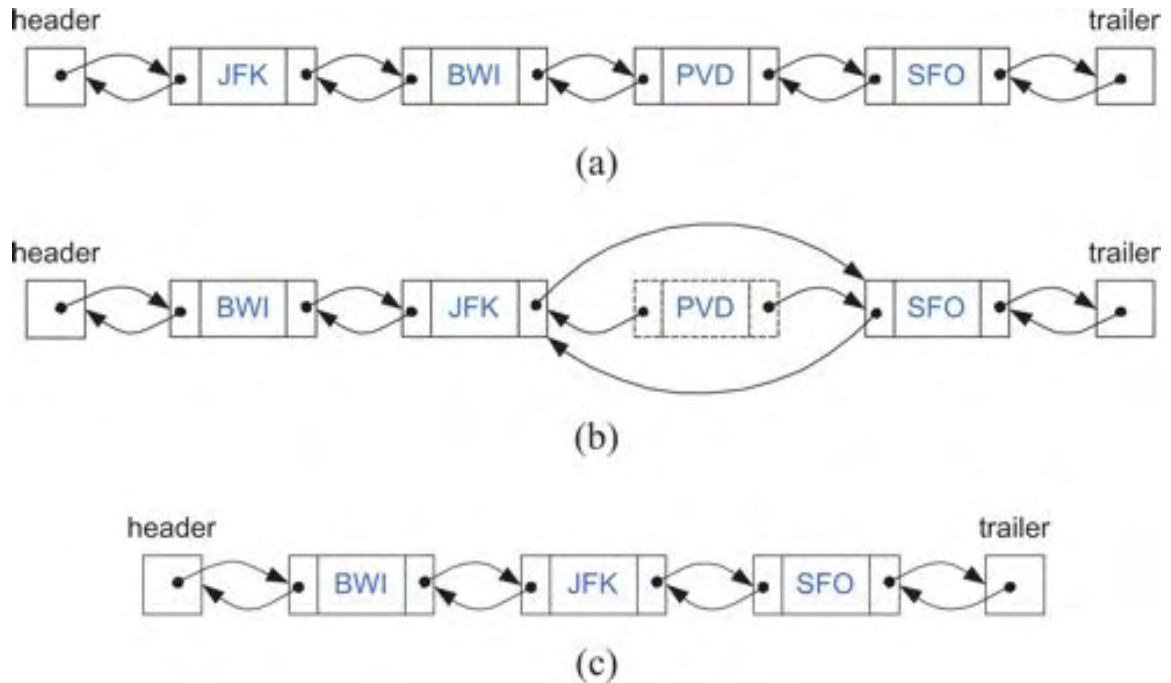 header trailer
JFK BWI PVD SFO
(a)
header trailer
BWI JFK PVD SFO
(b)
header trailer
BWI JFK SFO
(c)